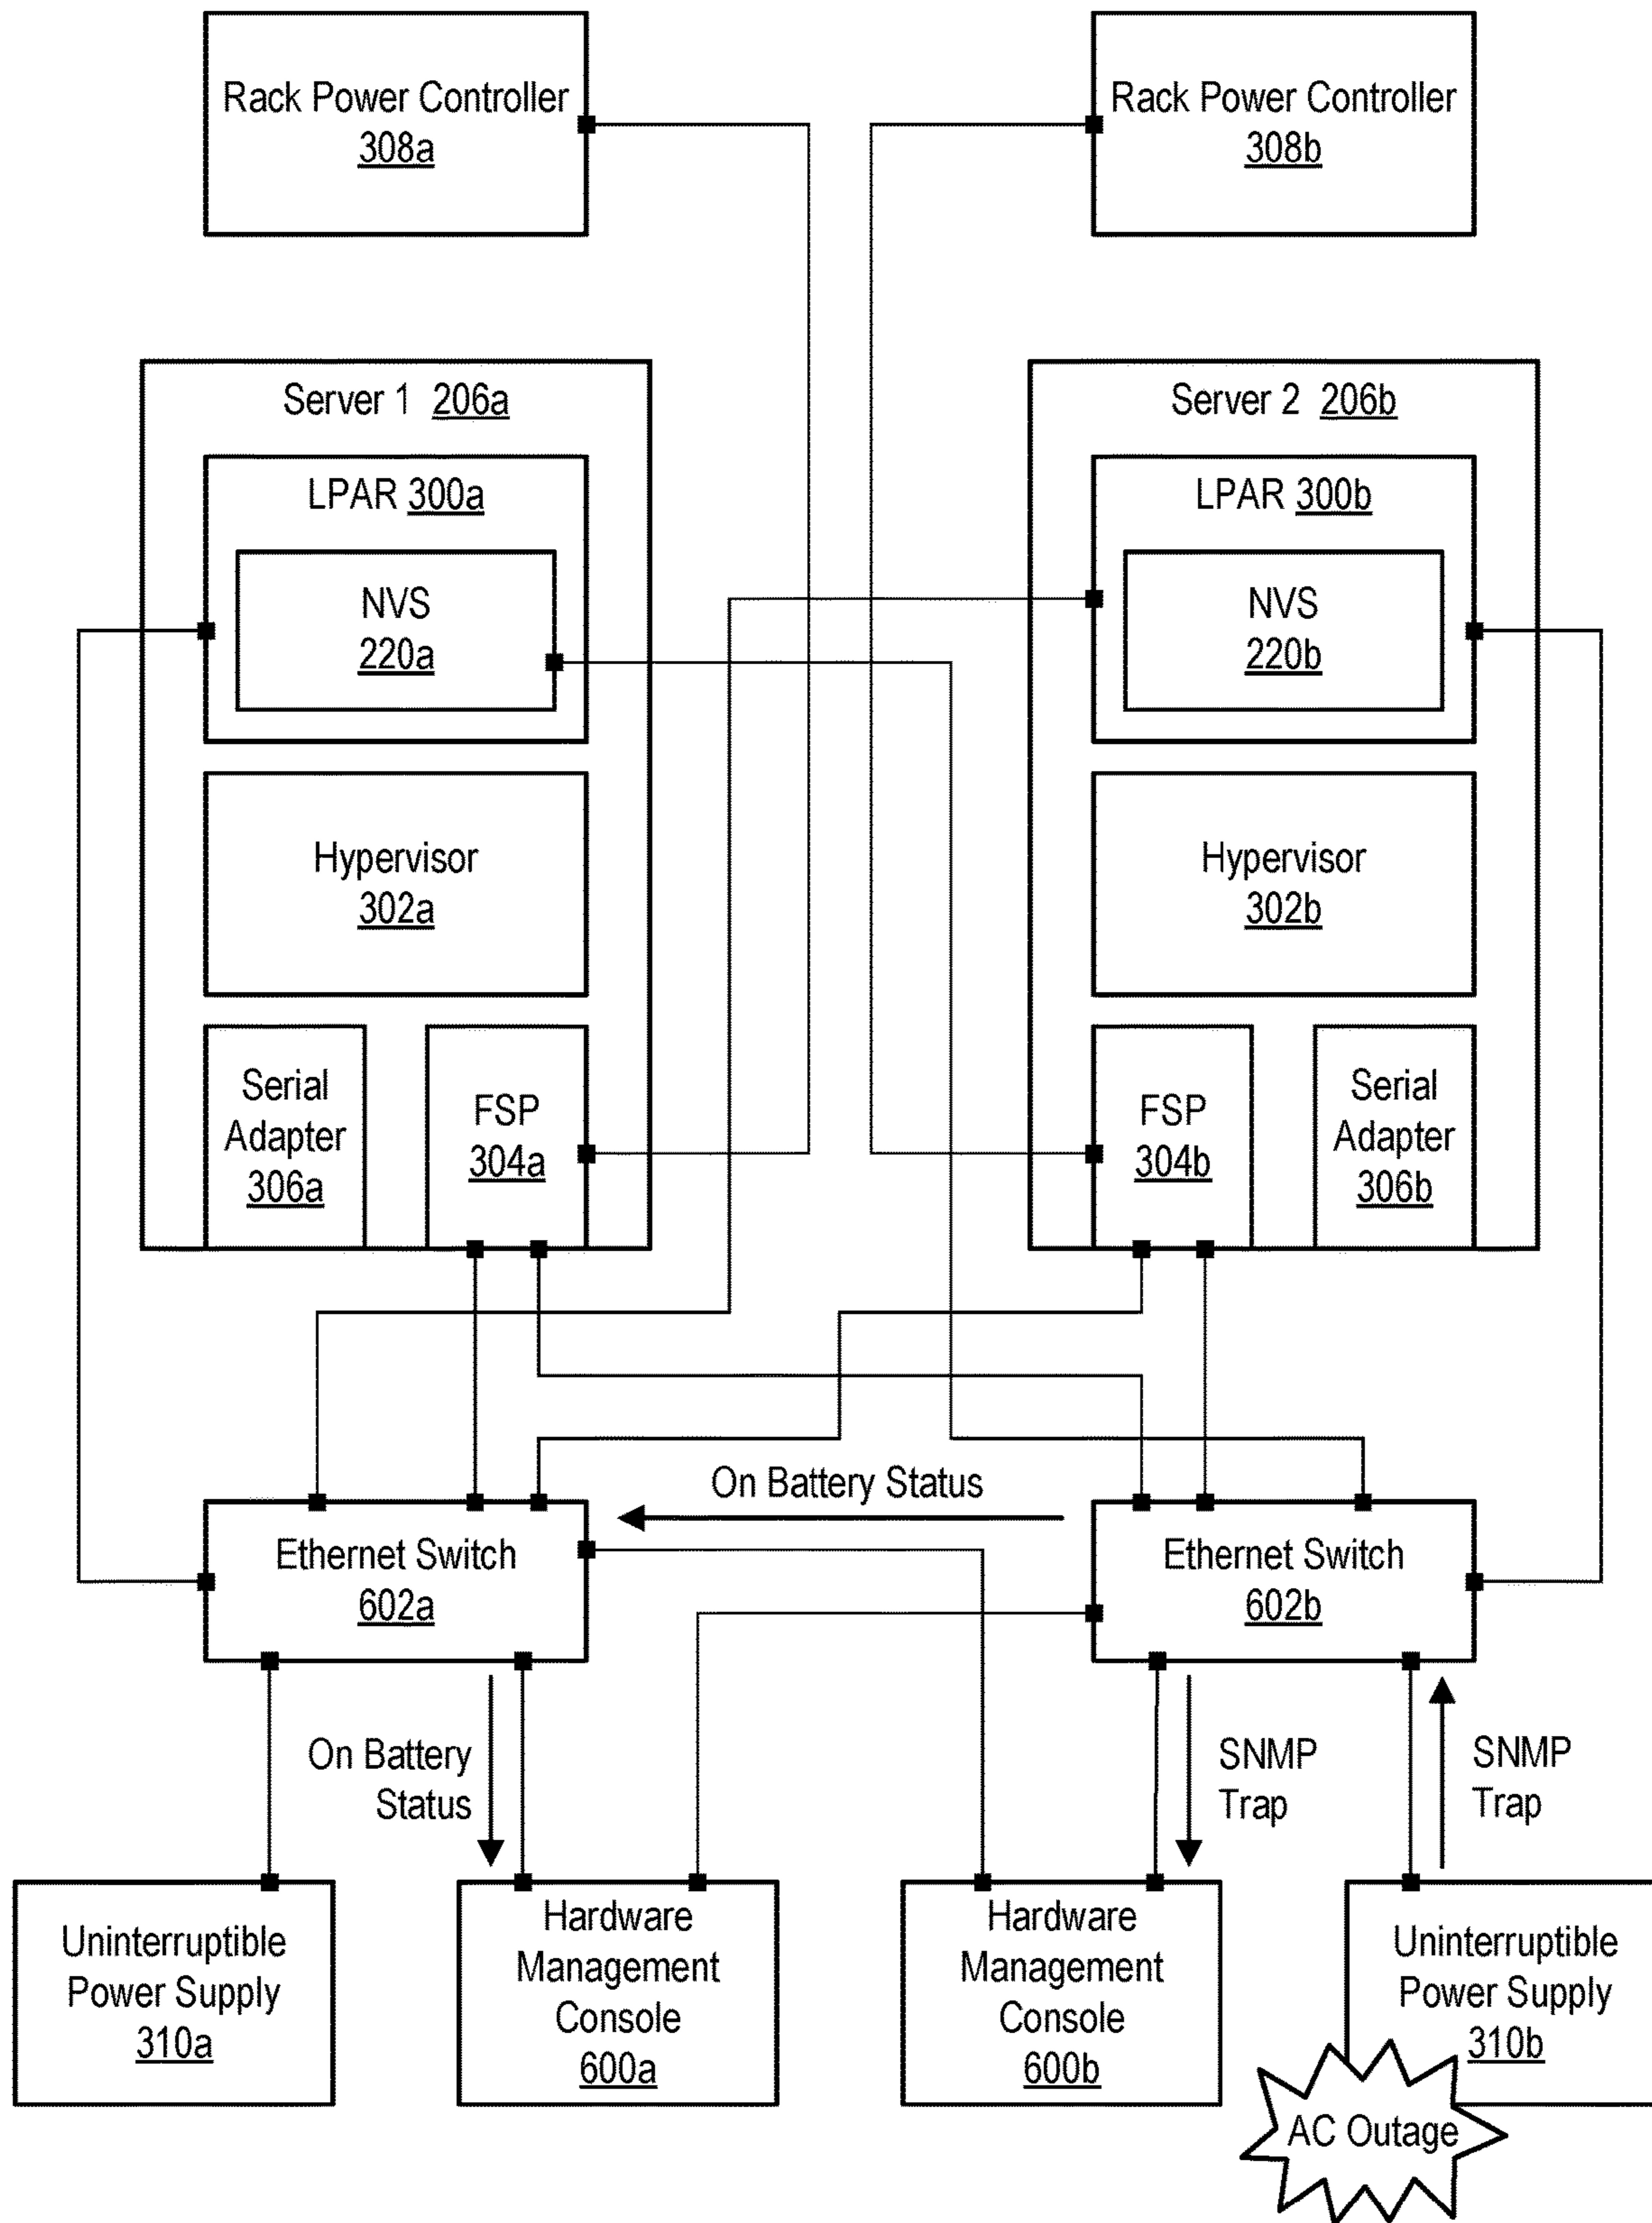 Rack Power Controller
308a
Rack Power Controller
308b
Server 1 206a
LPAR 300a
NVS
220a
Hypervisor
302a
Serial
Adapter
306a
FSP
304a
Server 2 206b
LPAR 300b
NVS
220b
Hypervisor
302b
FSP
304b
Serial
Adapter
306b
On Battery Status
Ethernet Switch
602a
Ethernet Switch
602b
On Battery
Status
SNMP
Trap
SNMP
Trap
Uninterruptible
Power Supply
310a
Hardware
Management
Console
600a
Hardware
Management
Console
600b
Uninterruptible
Power Supply
310b
AC Outage